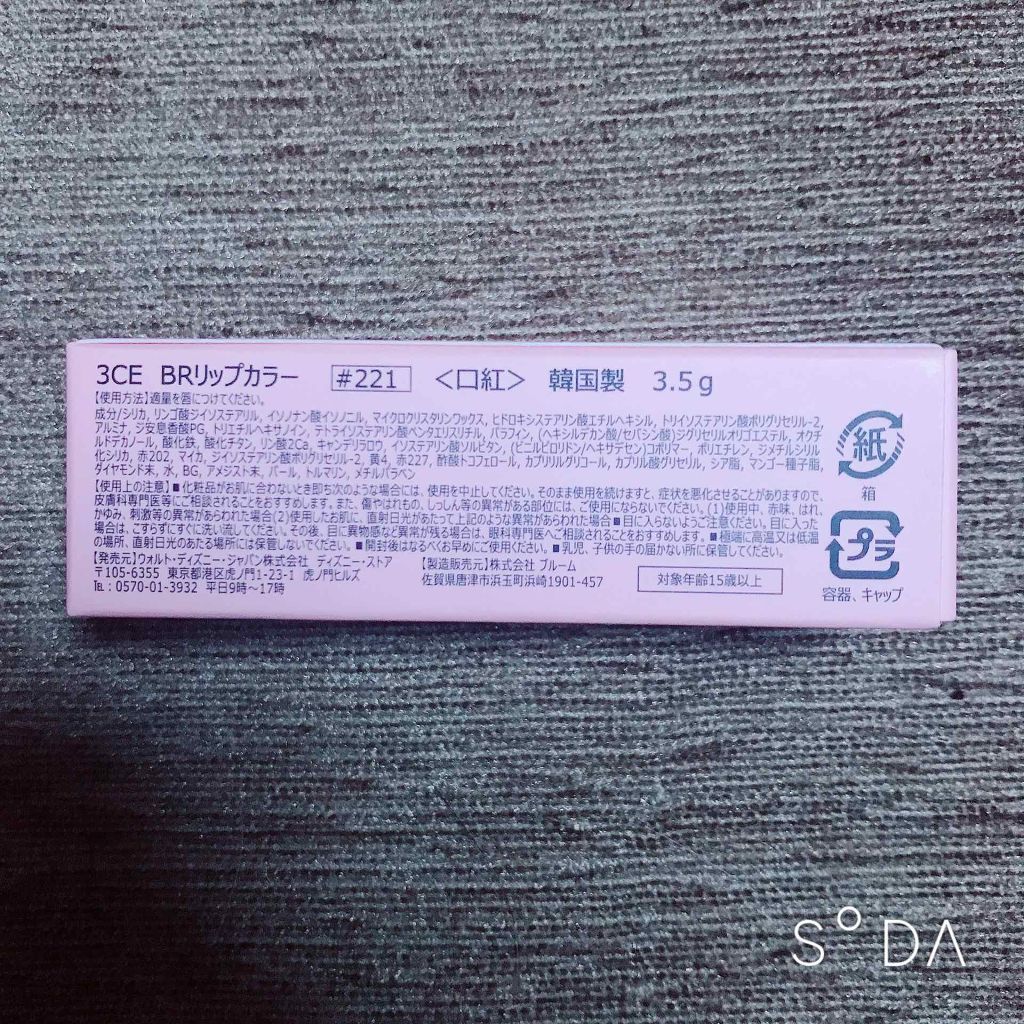 3CE BRリップカラー #221 <口紅> 韓国製 3.5g
【使用方法】適量を唇につけてください。
成分/シリカ, リンゴ酸ジイソステアリル, イソノナン酸イソノニル, マイクロクリスタリンワックス, ヒドロキシステアリン酸エチルヘキシル, トリイソステアリン酸ポリグリセリル-2,
アルミナ, ジ安息香酸PG, トリエチルヘキサノイン, テトライソステアリン酸ペンタエリスリチル, パラフィン, (ヘキシルデカン酸/セバシン酸)ジグリセリルオリゴエステル, オクチ
ルドデカノール, 酸化鉄, 酸化チタン, リン酸2Ca, キャンデリラロウ, イソステアリン酸ソルビタン, (ビニルピロリドン/ヘキサデセン)コポリマー, ポリエチレン, ジメチルシリル
化シリカ, 赤202, マイカ, ジイソステアリン酸ポリグリセリル-2, 黄4, 赤227, 酢酸トコフェロール, カプリリルグリコール, カプリル酸グリセリル, シア脂, マンゴー種子脂,
ダイヤモンド末, 水, BG, アメジスト末, パール, トルマリン, メチルパラベン
【使用上の注意】■化粧品がお肌に合わないとき即ち次のような場合には、使用を中止してください。そのまま使用を続けますと、症状を悪化させることがありますので、
皮膚科専門医等にご相談されることをおすすめします。また、傷やはれもの、しっしん等の異常がある部位には、ご使用にならないでください。(1)使用中、赤味、はれ、
かゆみ、刺激等の異常があらわれた場合(2)使用したお肌に、直射日光があたって上記のような異常があらわれた場合■目に入らないようご注意ください。目に入った
場合は、こすらずにすぐに洗い流してください。その後、目に異物感など異常が残る場合は、眼科専門医へご相談されることをおすすめします。■極端に高温又は低温
の場所、直射日光のあたる場所には保管しないでください。■開封後はなるべくお早めにご使用ください。■乳児、子供の手の届かない所に保管してください。
【発売元】ウォルト・ディズニー・ジャパン株式会社 ディズニー・ストア
〒105-6355 東京都港区虎ノ門1-23-1 虎ノ門ヒルズ
℡：0570-01-3932 平日9時～17時
【製造販売元】株式会社 ブルーム
佐賀県唐津市浜玉町浜崎1901-457
対象年齢15歳以上
紙
箱
プラ
容器、キャップ
SODA